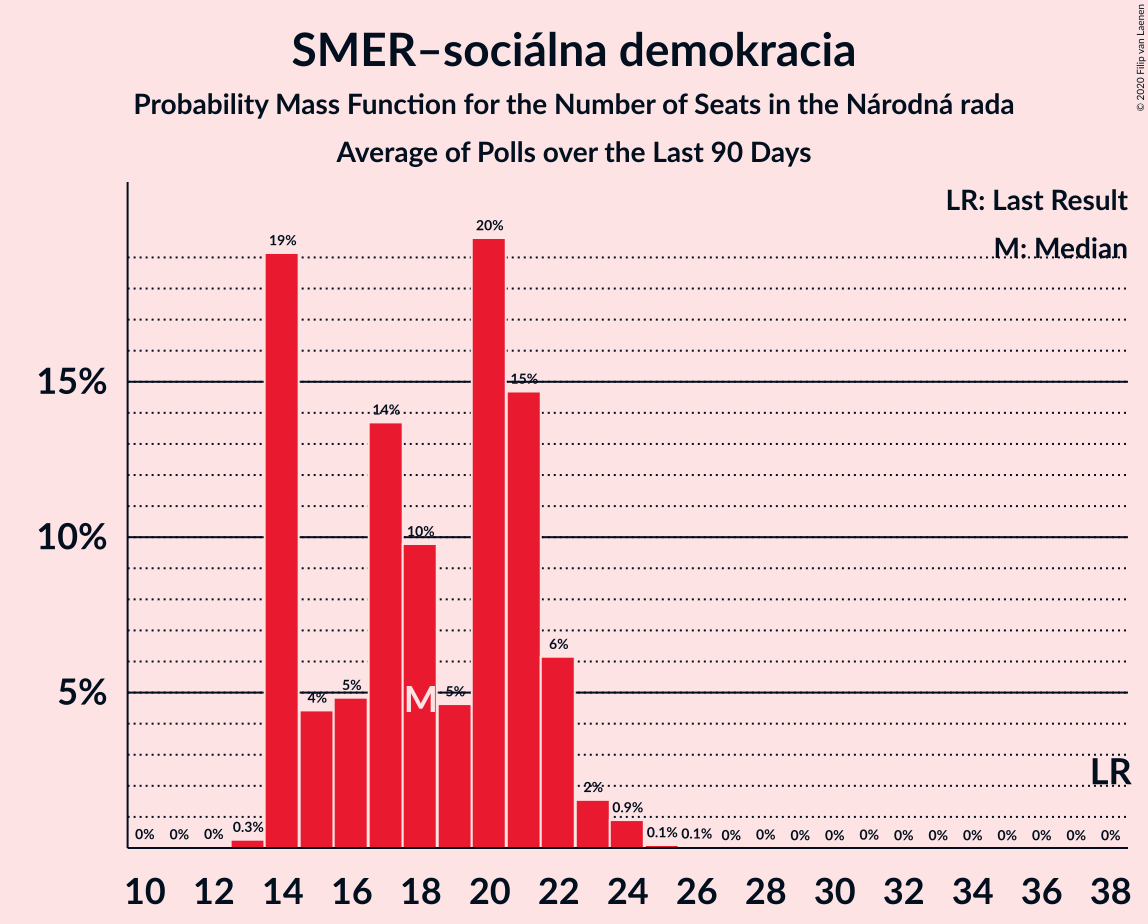 SMER–sociálna demokracia
Probability Mass Function for the Number of Seats in the Národná rada
Average of Polls over the Last 90 Days
© 2020 Filip van Laenen
LR: Last Result
M: Median
20%
19%
15%
15%
14%
10%
10%
6%
5%
5%
5%
4%
M
LR
2%
0.9%
0% 0% 0% 0.3% 0.1% 0.1% 0% 0% 0% 0% 0% 0% 0% 0% 0% 0% 0% 0%
10 12 14 16 18 20 22 24 26 28 30 32 34 36 38